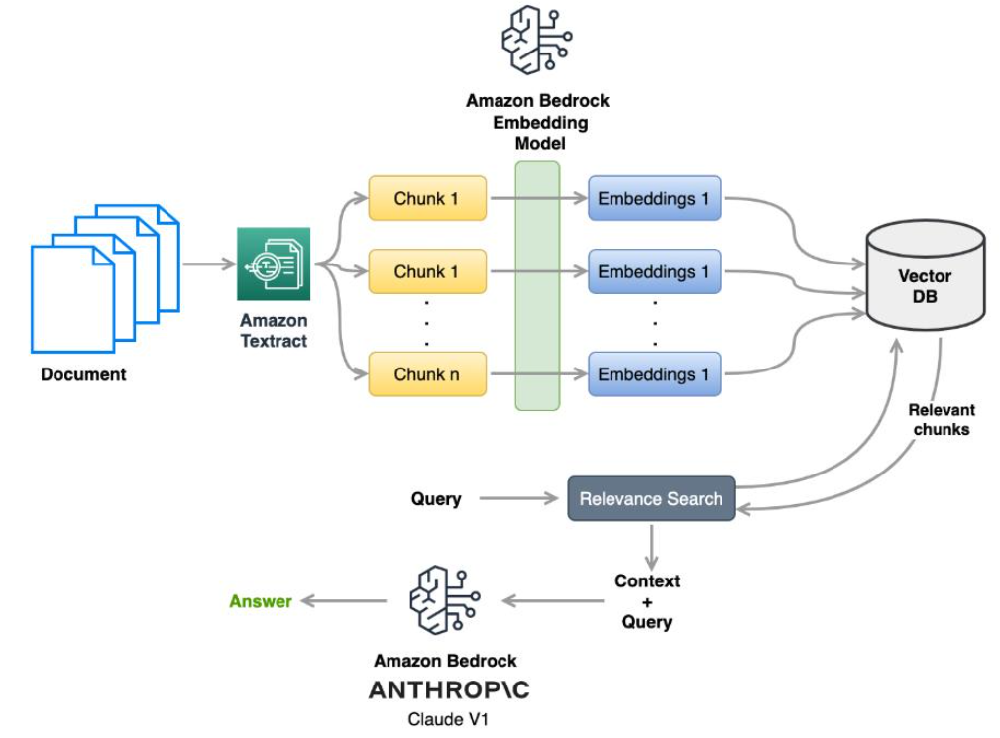 Amazon Bedrock
Embedding
Model
Chunk 1
Embeddings 1
Chunk 1
Embeddings 1
Vector
DB
Amazon
Textract
Document
Chunk n
Embeddings 1
Relevant
chunks
Query
Relevance Search
Context
+
Query
Answer
Amazon Bedrock
ANTHROP\C
Claude V1